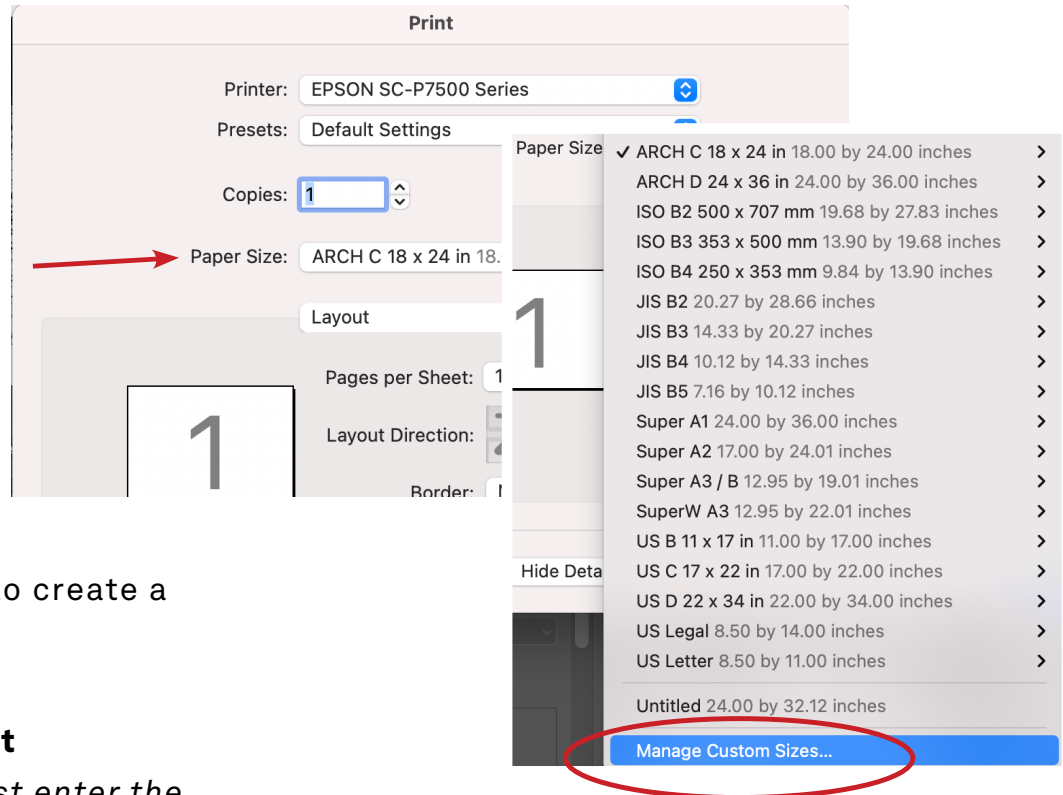 Print
Printer: EPSON SC-P7500 Series
Presets: Default Settings
Copies: 1
Paper Size: ARCH C 18 x 24 in 18.
Layout
Pages per Sheet: 1
1
Layout Direction:
Border:
Paper Size
✓ ARCH C 18 x 24 in 18.00 by 24.00 inches
ARCH D 24 x 36 in 24.00 by 36.00 inches
ISO B2 500 x 707 mm 19.68 by 27.83 inches
ISO B3 353 x 500 mm 13.90 by 19.68 inches
ISO B4 250 x 353 mm 9.84 by 13.90 inches
JIS B2 20.27 by 28.66 inches
1
JIS B3 14.33 by 20.27 inches
JIS B4 10.12 by 14.33 inches
JIS B5 7.16 by 10.12 inches
Super A1 24.00 by 36.00 inches
Super A2 17.00 by 24.01 inches
Super A3 / B 12.95 by 19.01 inches
SuperW A3 12.95 by 22.01 inches
US B 11 x 17 in 11.00 by 17.00 inches
Hide Deta
US C 17 x 22 in 17.00 by 22.00 inches
US D 22 x 34 in 22.00 by 34.00 inches
US Legal 8.50 by 14.00 inches
US Letter 8.50 by 11.00 inches
Untitled 24.00 by 32.12 inches
Manage Custom Sizes...
o create a
t
st enter the